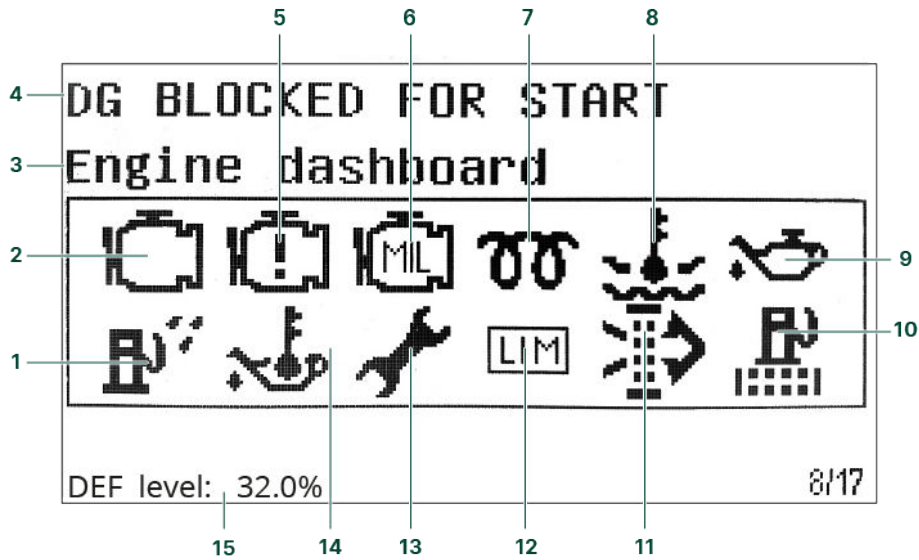 5 6 7 8
4 DG BLOCKED FOR START
3 Engine dashboard
2 MIL 9
1 LIM 10
DEF level: 32.0% 8/17
15 14 13 12 11